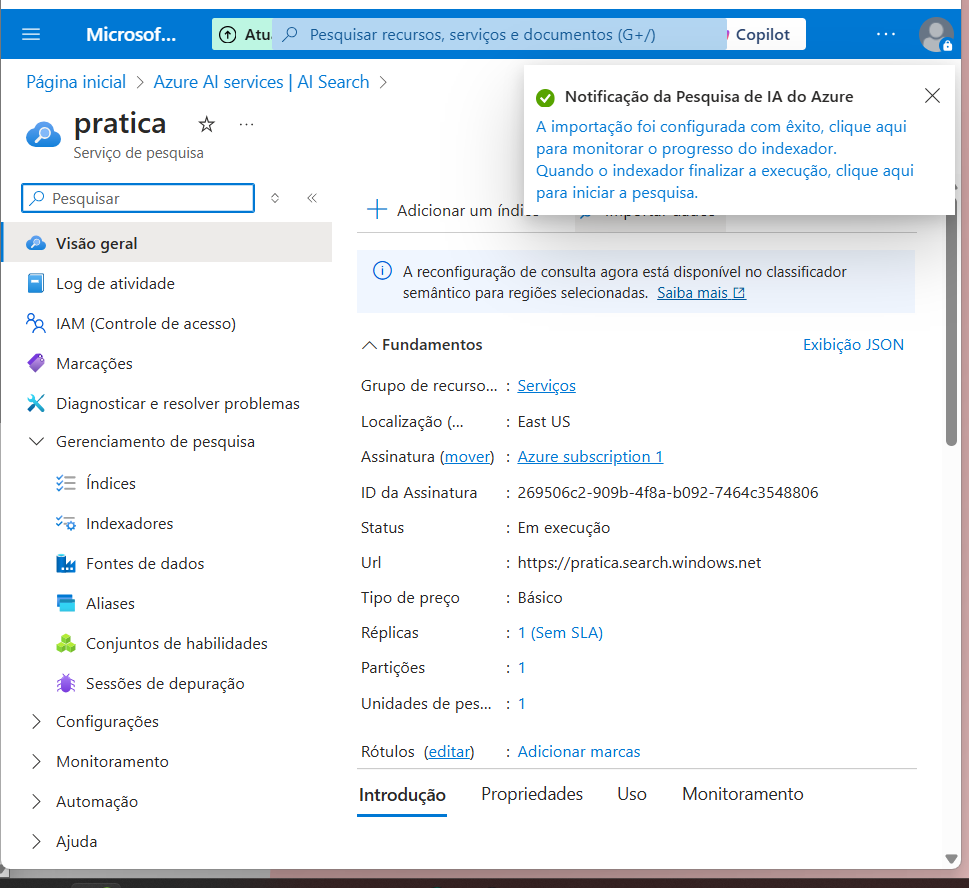 Microsof...
Atu
Pesquisar recursos, serviços e documentos (G+/)
Copilot
Página inicial > Azure AI services | AI Search >
Notificação da Pesquisa de IA do Azure
A importação foi configurada com êxito, clique aqui
para monitorar o progresso do indexador.
Quando o indexador finalizar a execução, clique aqui
para iniciar a pesquisa.
pratica
Serviço de pesquisa
Pesquisar
Adicionar um índice
Importar dados
Visão geral
Log de atividade
IAM (Controle de acesso)
Marcações
Diagnosticar e resolver problemas
Gerenciamento de pesquisa
Índices
Indexadores
Fontes de dados
Aliases
Conjuntos de habilidades
Sessões de depuração
Configurações
Monitoramento
Automação
Ajuda
A reconfiguração de consulta agora está disponível no classificador
semântico para regiões selecionadas. Saiba mais
Fundamentos
Exibição JSON
Grupo de recurso... : Serviços
Localização (... : East US
Assinatura (mover) : Azure subscription 1
ID da Assinatura : 269506c2-909b-4f8a-b092-7464c3548806
Status : Em execução
Url : https://pratica.search.windows.net
Tipo de preço : Básico
Réplicas : 1 (Sem SLA)
Partições : 1
Unidades de pes... : 1
Rótulos (editar) : Adicionar marcas
Introdução Propriedades Uso Monitoramento